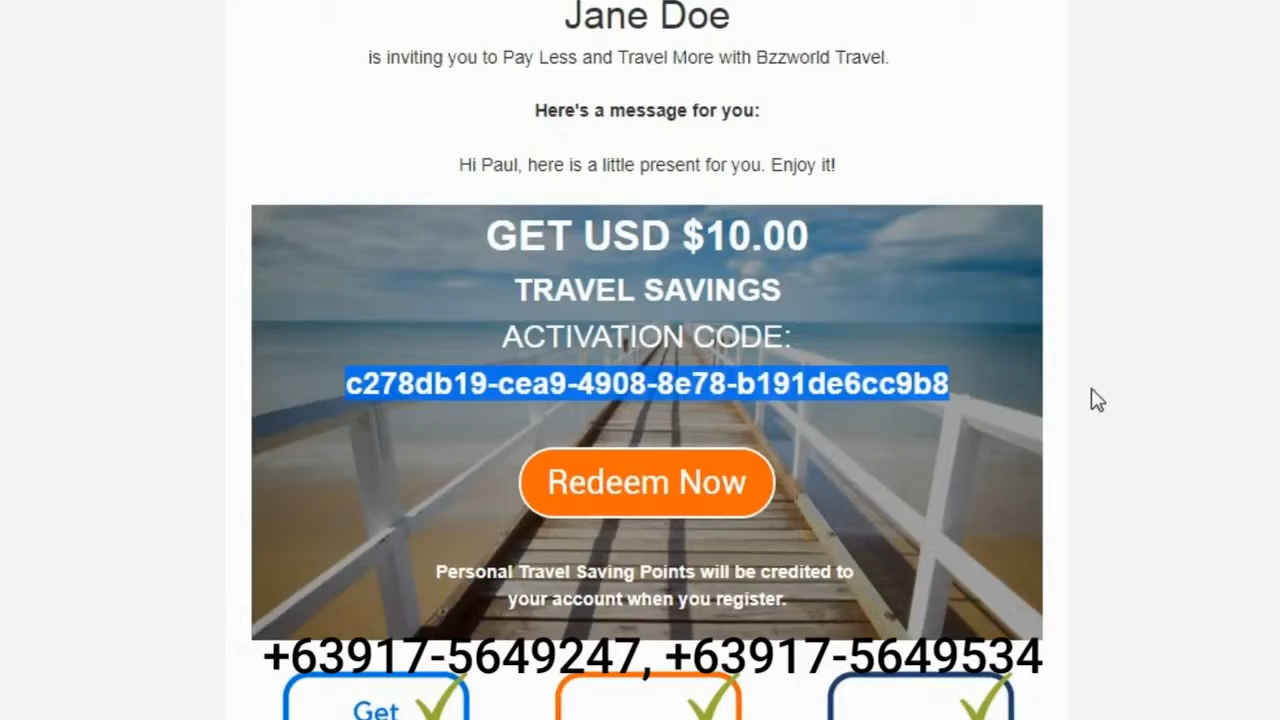 Jane Doe
is inviting you to Pay Less and Travel More with Bzzworld Travel.
Here's a message for you:
Hi Paul, here is a little present for you. Enjoy it!
GET USD $10.00
TRAVEL SAVINGS
ACTIVATION CODE:
c278db19-cea9-4908-8e78-b191de6cc9b8
Redeem Now
Personal Travel Saving Points will be credited to
your account when you register.
+63917-5649247, +63917-5649534
Get